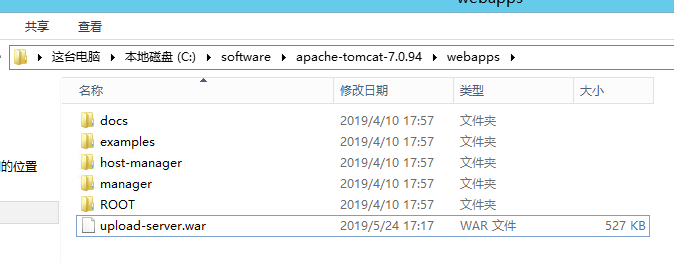 webapps
共享 查看
这台电脑 本地磁盘 (C:) software apache-tomcat-7.0.94 webapps
名称 修改日期 类型 大小
docs 2019/4/10 17:57 文件夹
examples 2019/4/10 17:57 文件夹
的位置 host-manager 2019/4/10 17:57 文件夹
manager 2019/4/10 17:57 文件夹
ROOT 2019/4/10 17:57 文件夹
upload-server.war 2019/5/24 17:17 WAR 文件 527 KB